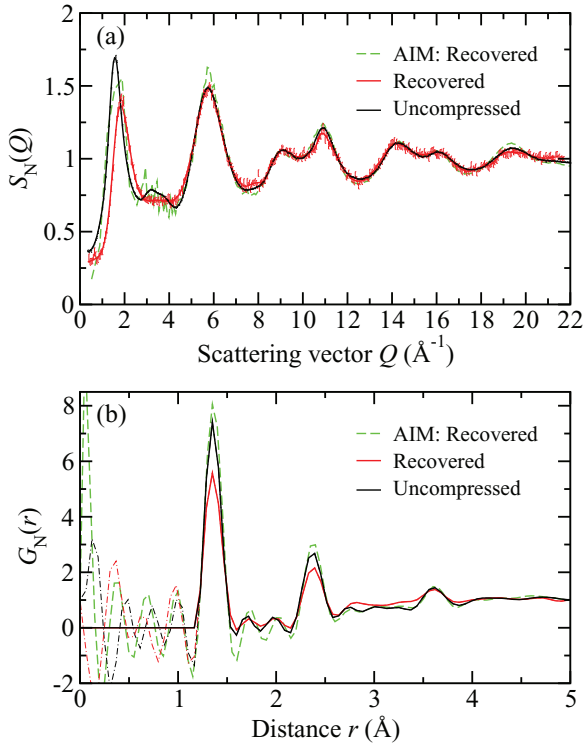 (a)
AIM: Recovered
Recovered
Uncompressed
S_N(Q)
2
1.5
1
0.5
0
0 2 4 6 8 10 12 14 16 18 20 22
Scattering vector Q (Å⁻¹)
(b)
AIM: Recovered
Recovered
Uncompressed
G_N(r)
8
6
4
2
0
-2
0 1 2 3 4 5
Distance r (Å)